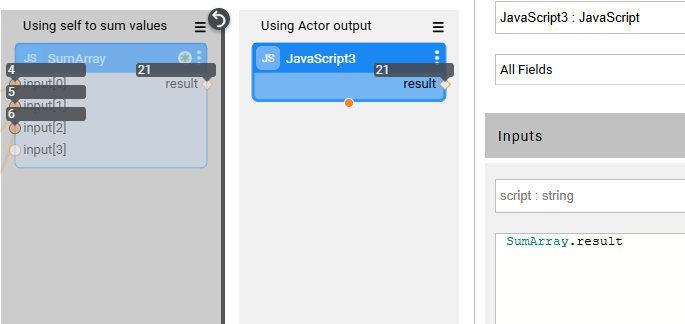 Using self to sum values
JS SumArray
4
21
input[0]
result
5
input[1]
6
input[2]
input[3]
Using Actor output
JS JavaScript3
21
result
JavaScript3 : JavaScript
All Fields
Inputs
script : string
SumArray.result